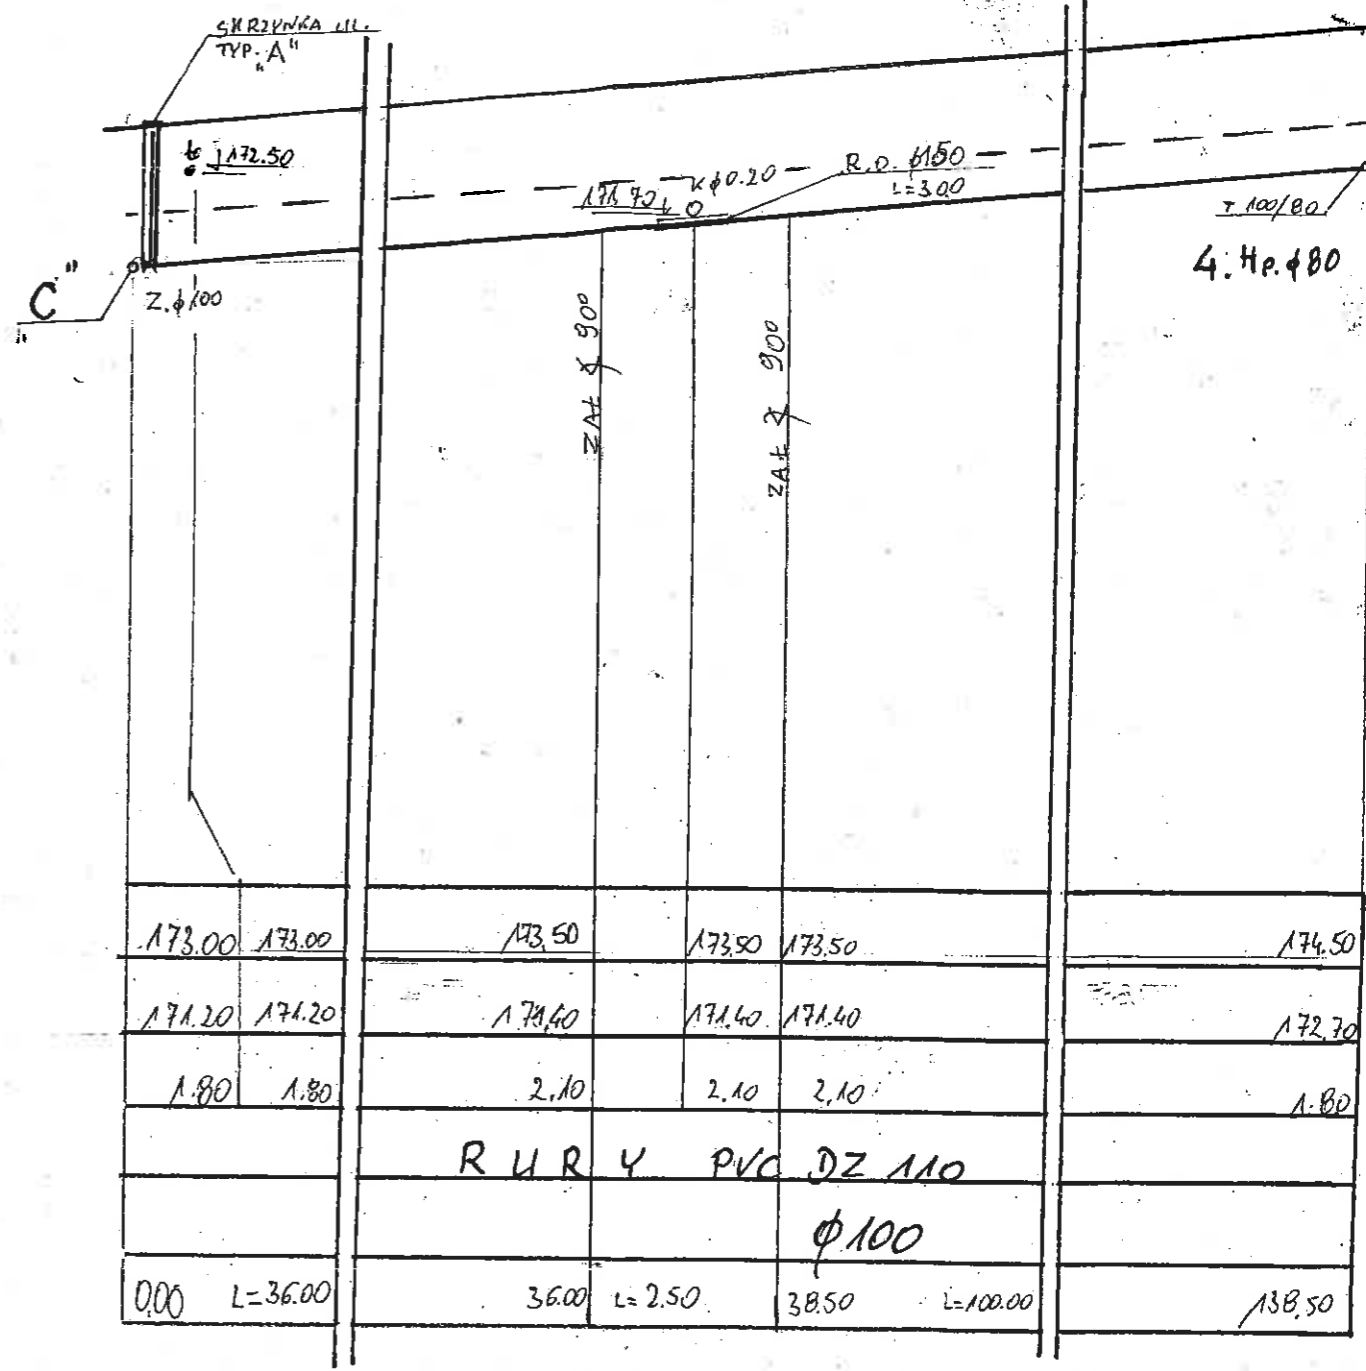 SKRZYNKA UL.
TYP. „A"
172.50
171.70
K ϕ0.20
R.O. ϕ150
L=3.00
T 100/80
4. Hp. ϕ80
„C"
Z. ϕ100
ZAŁ ∢ 90°
ZAŁ ∢ 90°
173.00 173.00 173.50 173.50 173.50 174.50
171.20 171.20 171.40 171.40 171.40 172.70
1.80 1.80 2.10 2.10 2.10 1.80
RURY PVC DZ 110
ϕ100
0.00 L=36.00 36.00 L=2.50 38.50 L=100.00 138.50